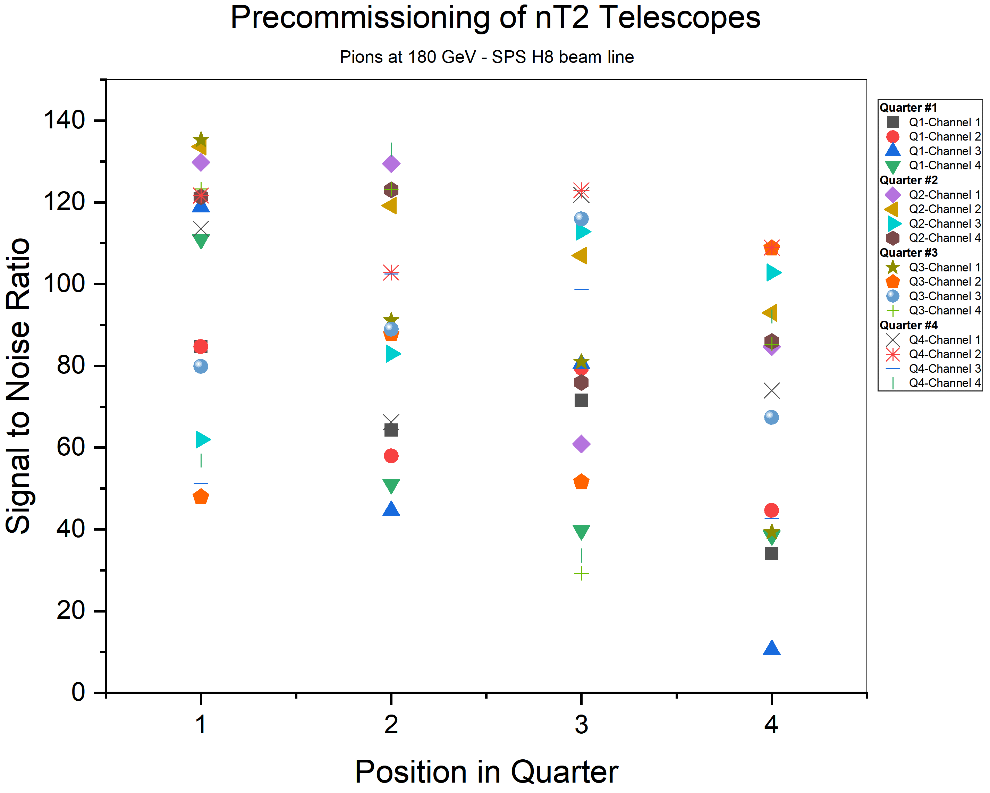 Precommissioning of nT2 Telescopes
Pions at 180 GeV - SPS H8 beam line
Signal to Noise Ratio
140
120
100
80
60
40
20
0
1 2 3 4
Position in Quarter
Quarter #1
Q1-Channel 1
Q1-Channel 2
Q1-Channel 3
Q1-Channel 4
Quarter #2
Q2-Channel 1
Q2-Channel 2
Q2-Channel 3
Q2-Channel 4
Quarter #3
Q3-Channel 1
Q3-Channel 2
Q3-Channel 3
Q3-Channel 4
Quarter #4
Q4-Channel 1
Q4-Channel 2
Q4-Channel 3
Q4-Channel 4